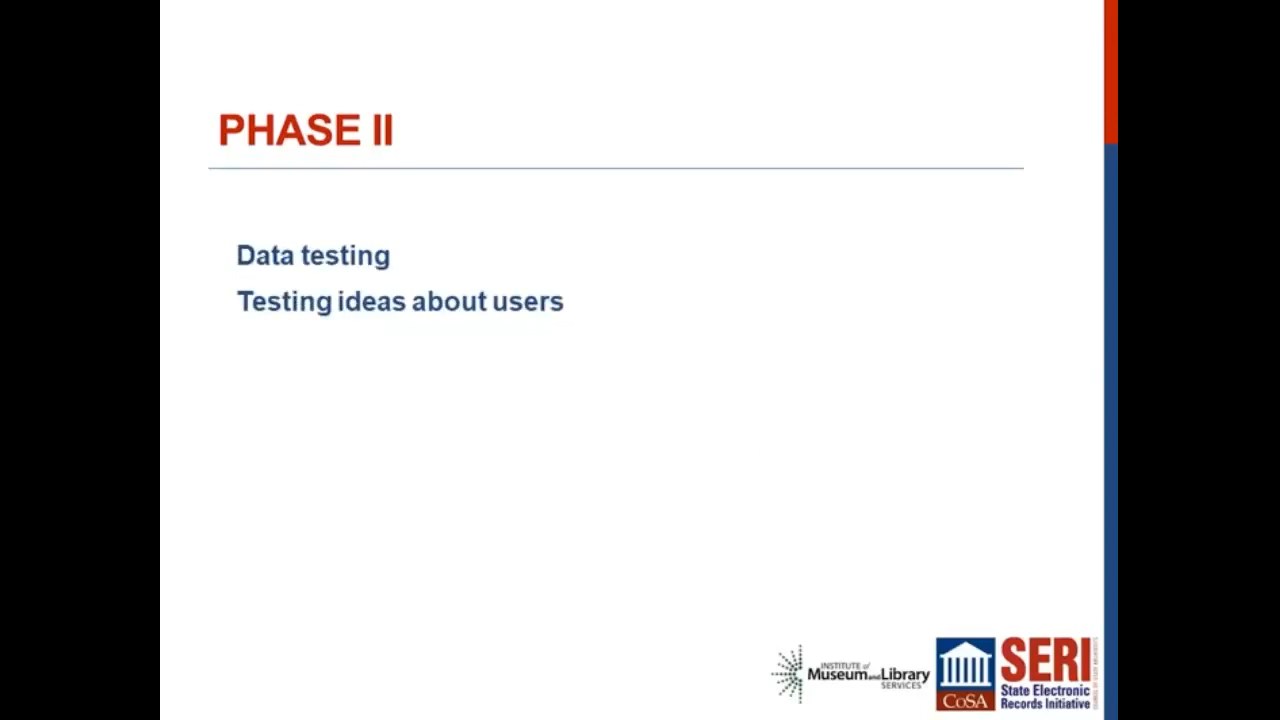 PHASE II
Data testing
Testing ideas about users
INSTITUTE of
Museum and Library
SERVICES
CoSA
SERI
State Electronic
Records Initiative